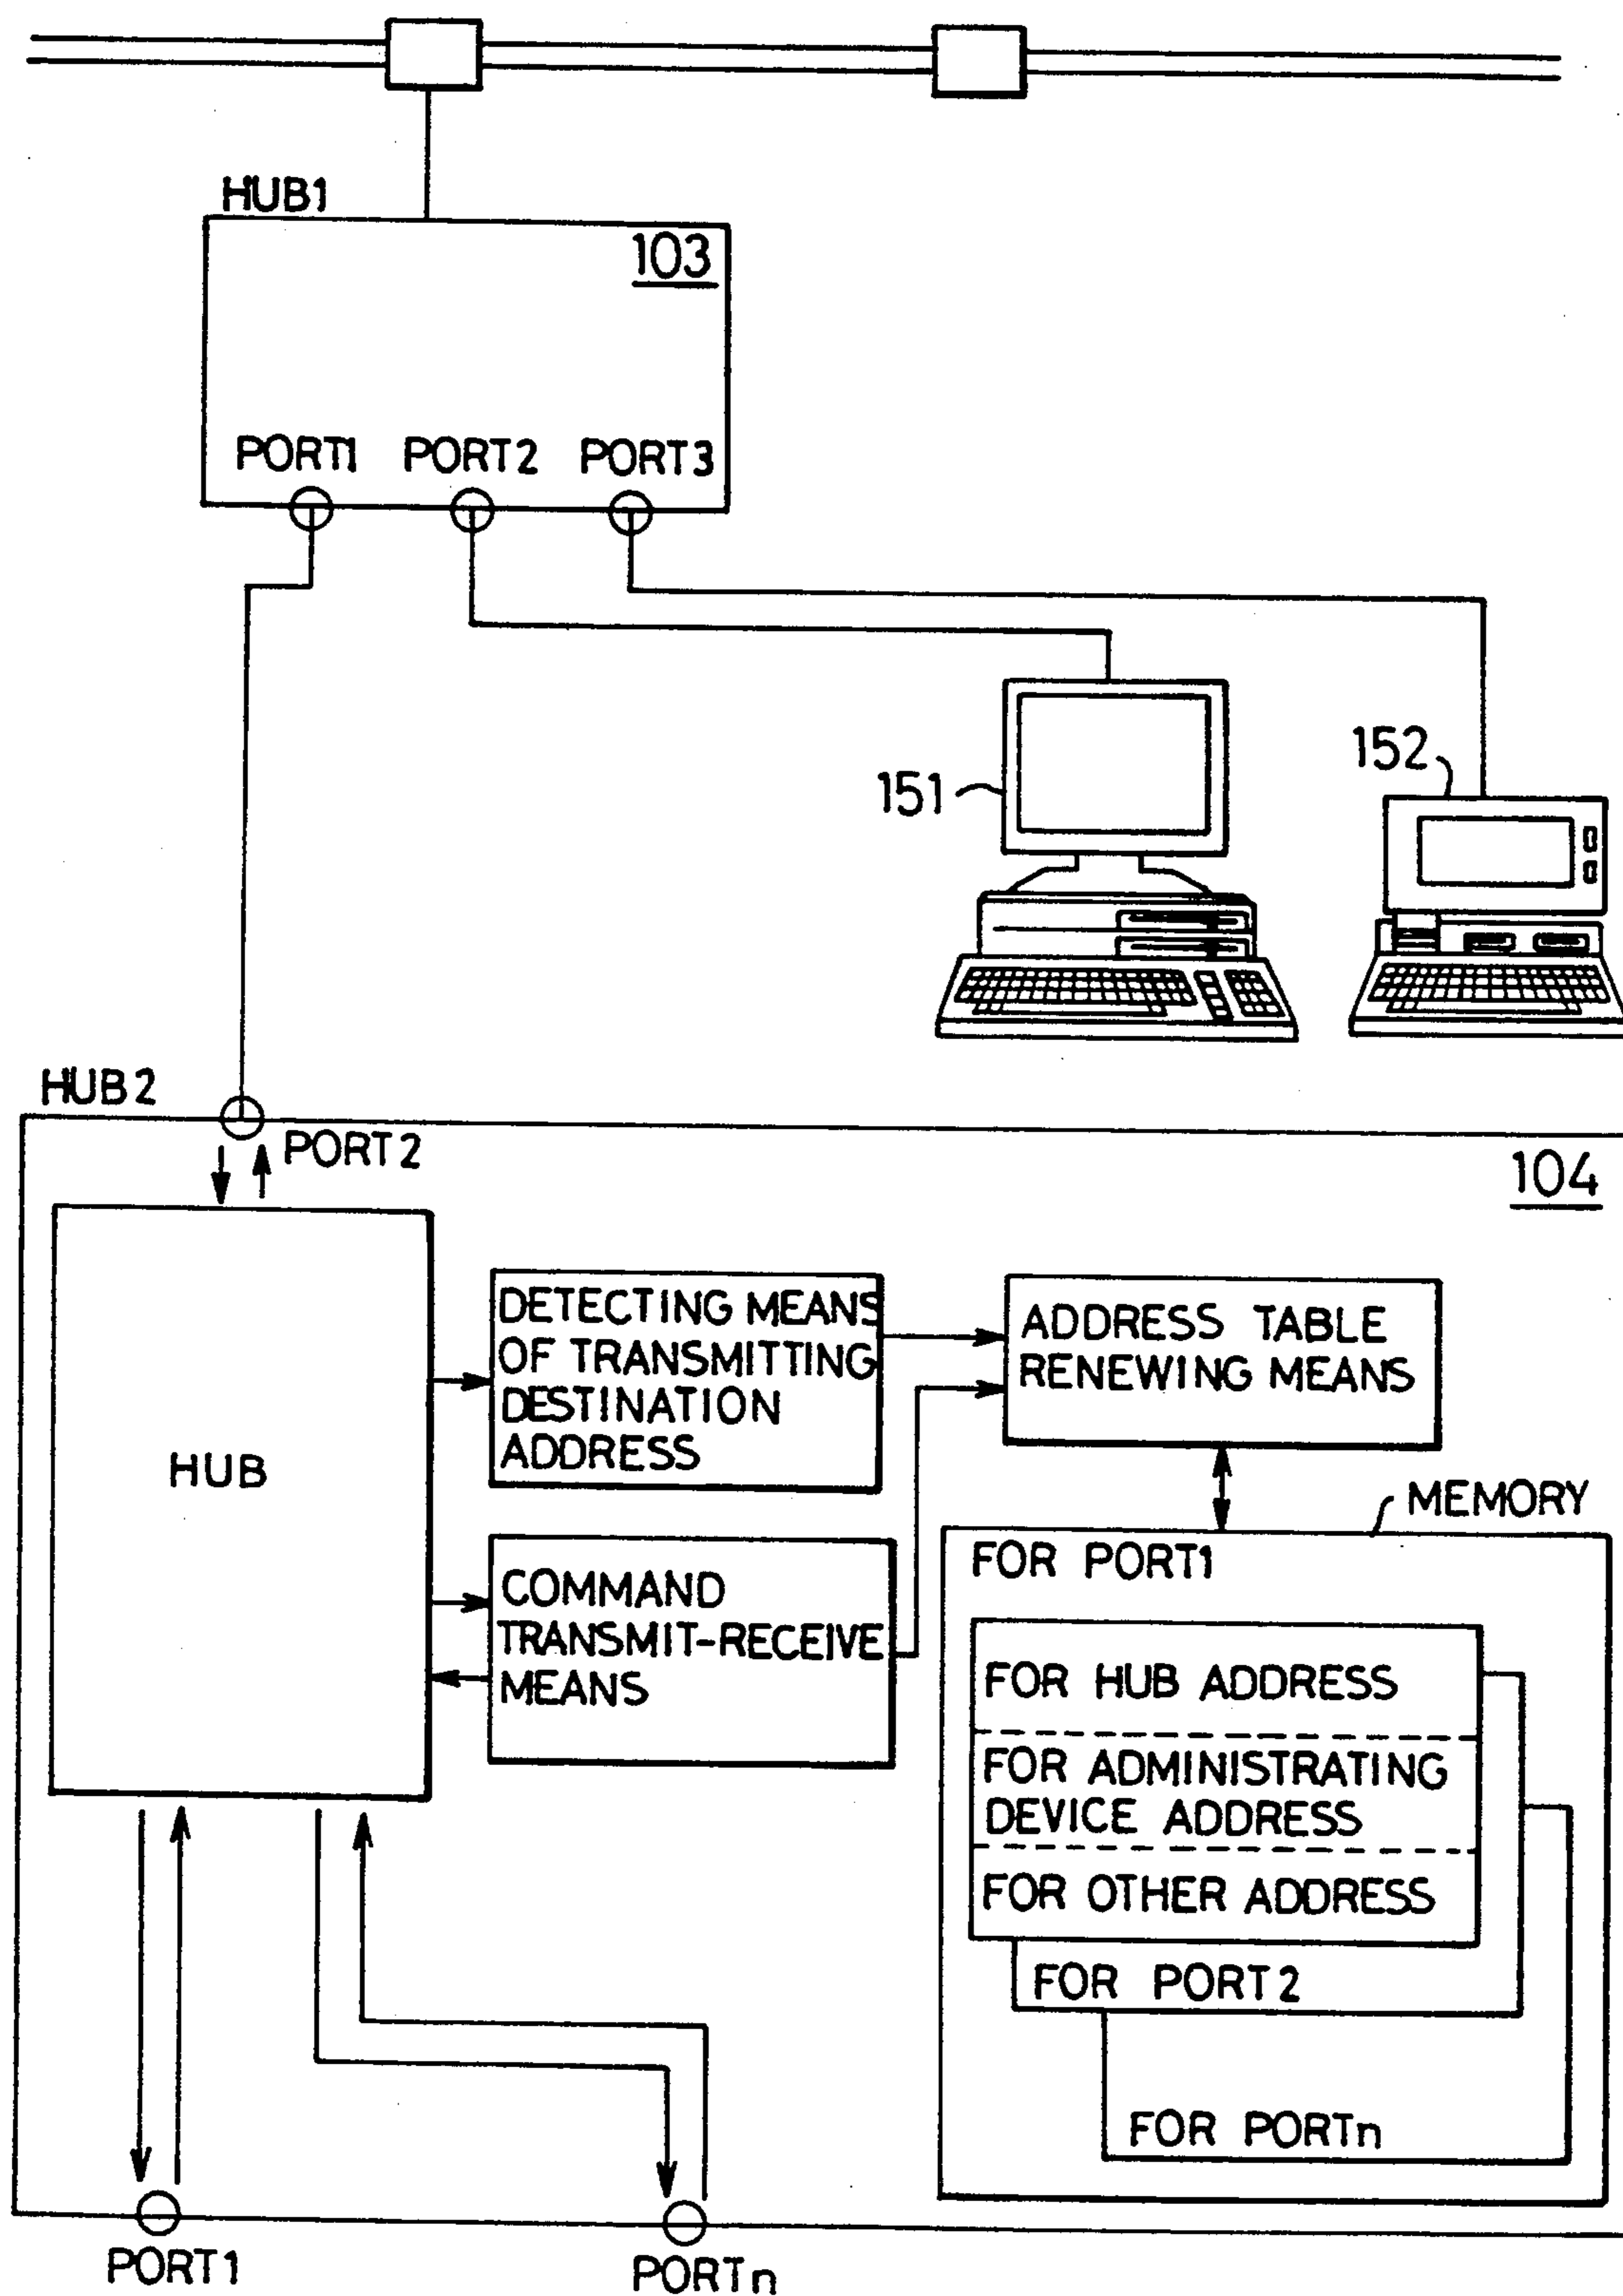 HUB1
103
PORT1 PORT2 PORT3
151
152
HUB2
PORT2
104
HUB
DETECTING MEANS
OF TRANSMITTING
DESTINATION
ADDRESS
ADDRESS TABLE
RENEWING MEANS
COMMAND
TRANSMIT-RECEIVE
MEANS
MEMORY
FOR PORT1
FOR HUB ADDRESS
FOR ADMINISTRATING
DEVICE ADDRESS
FOR OTHER ADDRESS
FOR PORT2
FOR PORTn
PORT1
PORTn